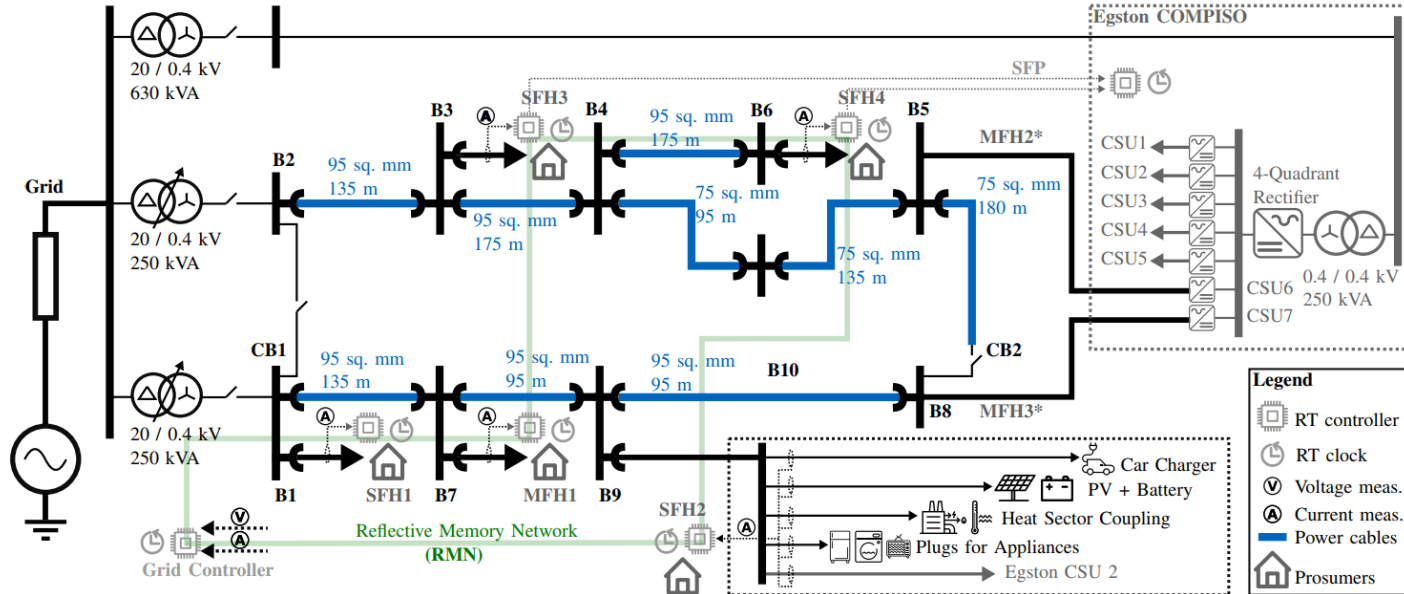 Egston COMPISO
20 / 0.4 kV
630 kVA
SFP
B3
SFH3
B4
95 sq. mm
175 m
B6
SFH4
B5
MFH2*
A
A
CSU1
CSU2
CSU3
CSU4
CSU5
CSU6
CSU7
4-Quadrant
Rectifier
0.4 / 0.4 kV
250 kVA
Grid
B2
95 sq. mm
135 m
20 / 0.4 kV
250 kVA
95 sq. mm
175 m
75 sq. mm
95 m
75 sq. mm
135 m
75 sq. mm
180 m
CB1
95 sq. mm
135 m
95 sq. mm
95 m
95 sq. mm
95 m
B10
CB2
B8
MFH3*
20 / 0.4 kV
250 kVA
A
A
B1
SFH1
B7
MFH1
B9
SFH2
V
A
Grid Controller
Reflective Memory Network
(RMN)
A
Car Charger
PV + Battery
Heat Sector Coupling
Plugs for Appliances
Egston CSU 2
Legend
RT controller
RT clock
V Voltage meas.
A Current meas.
Power cables
Prosumers